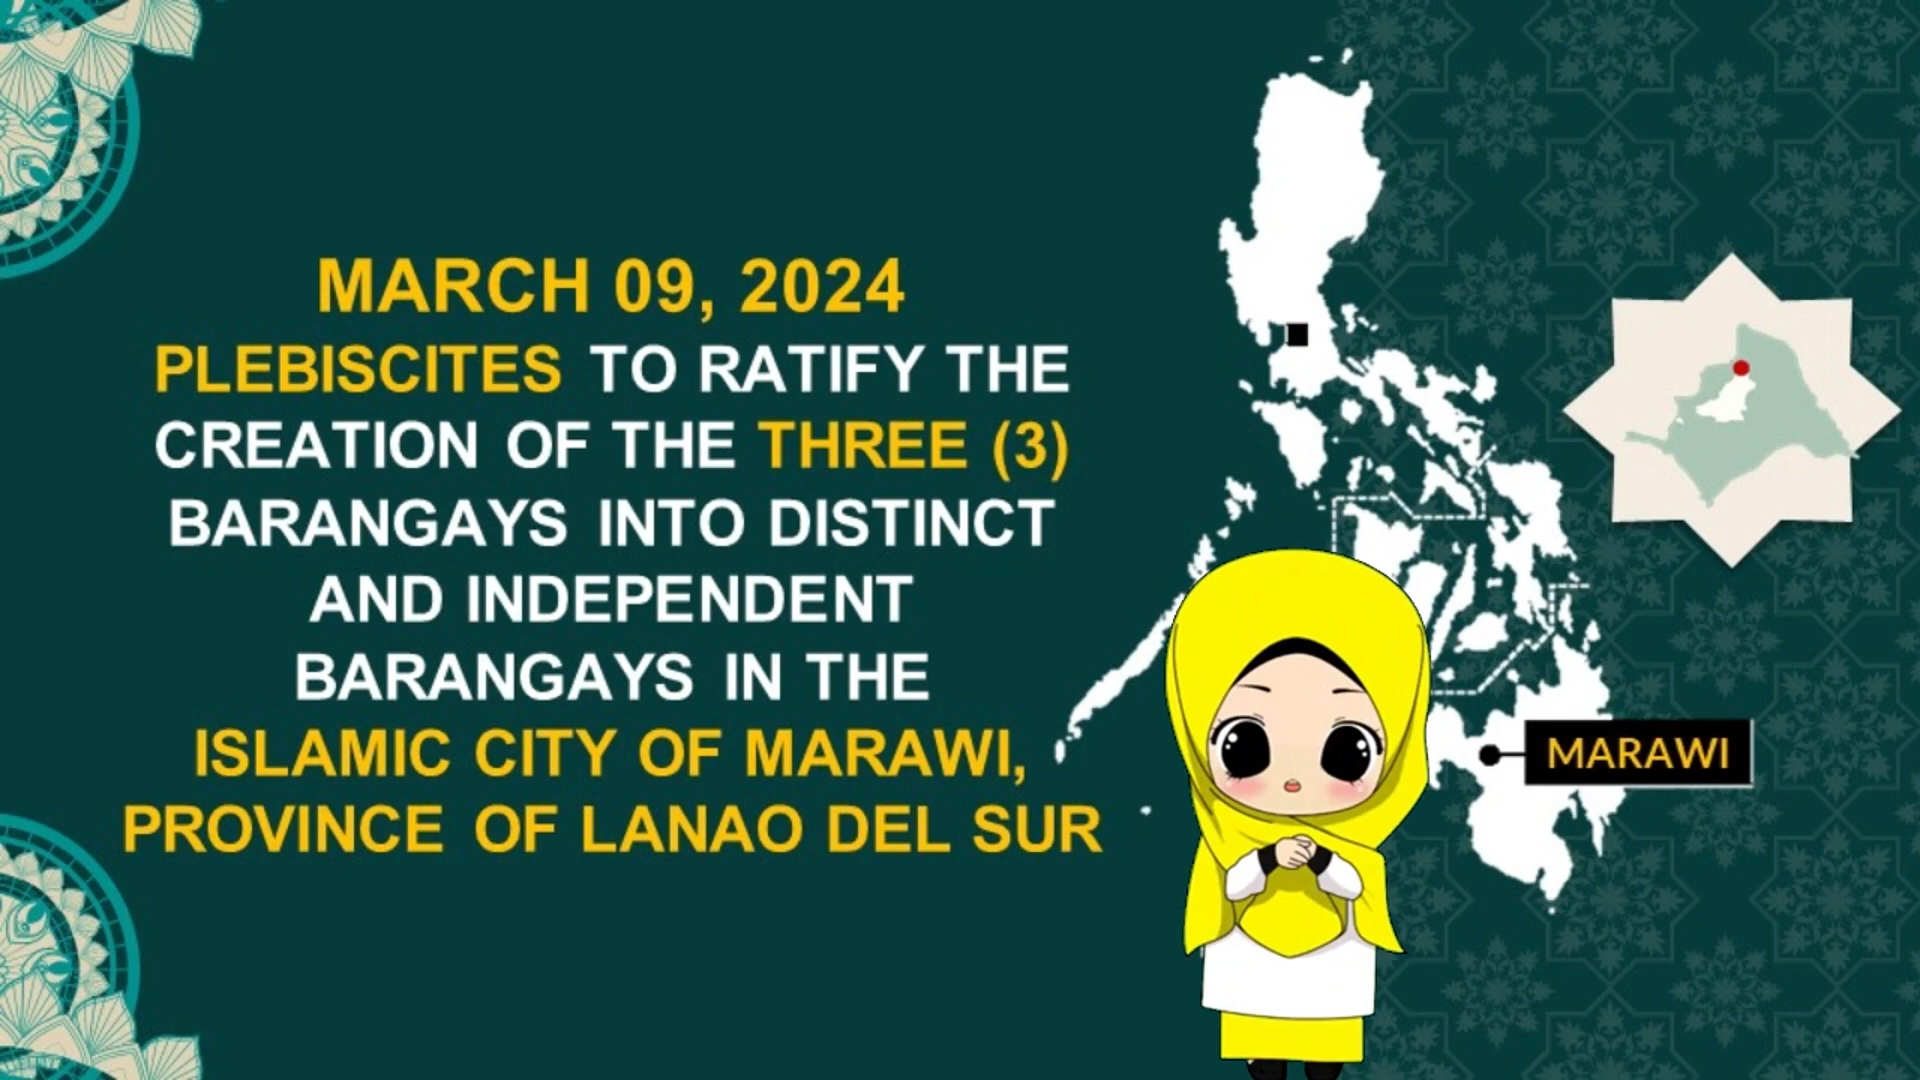 MARCH 09, 2024
PLEBISCITES TO RATIFY THE
CREATION OF THE THREE (3)
BARANGAYS INTO DISTINCT
AND INDEPENDENT
BARANGAYS IN THE
ISLAMIC CITY OF MARAWI,
PROVINCE OF LANAO DEL SUR
MARAWI